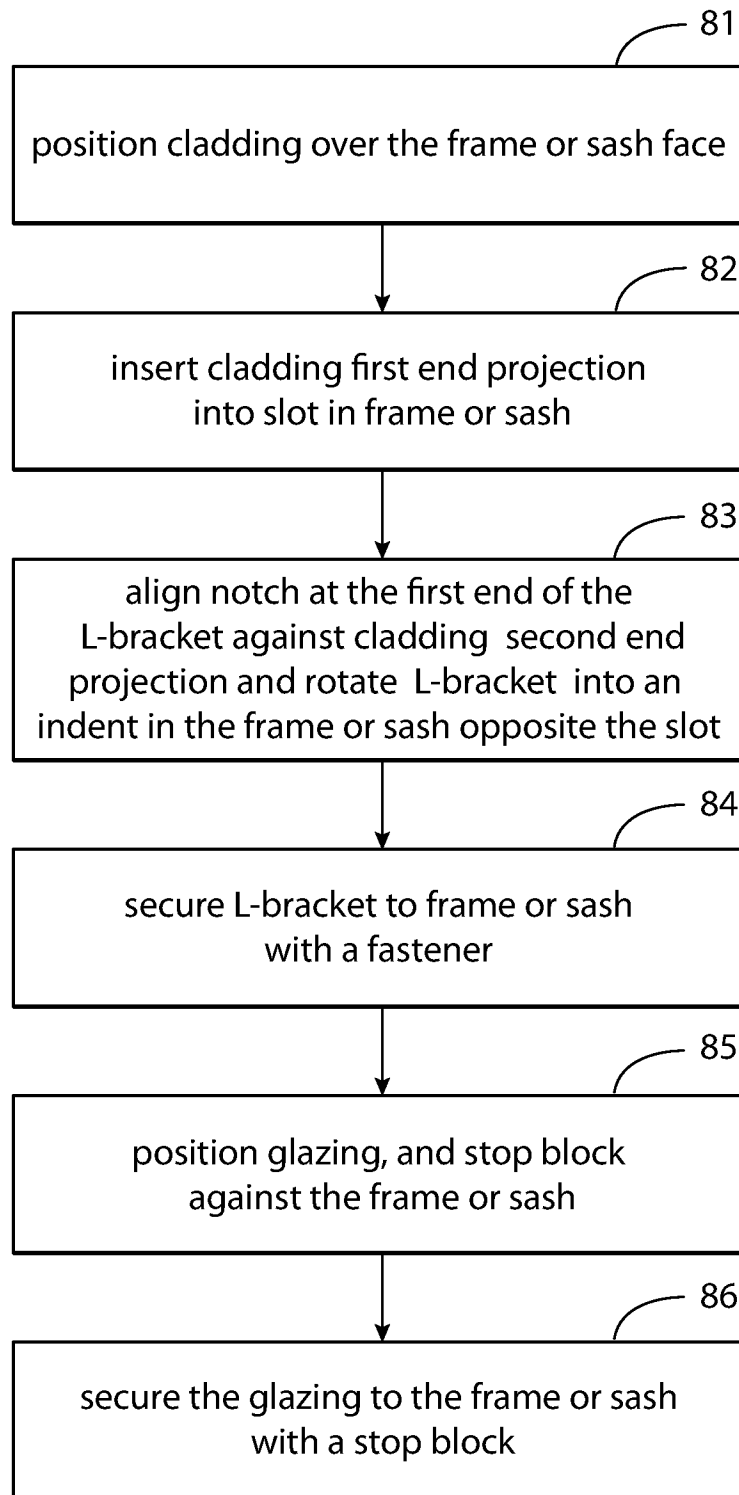 81
position cladding over the frame or sash face
82
insert cladding first end projection
into slot in frame or sash
83
align notch at the first end of the
L-bracket against cladding second end
projection and rotate L-bracket into an
indent in the frame or sash opposite the slot
84
secure L-bracket to frame or sash
with a fastener
85
position glazing, and stop block
against the frame or sash
86
secure the glazing to the frame or sash
with a stop block